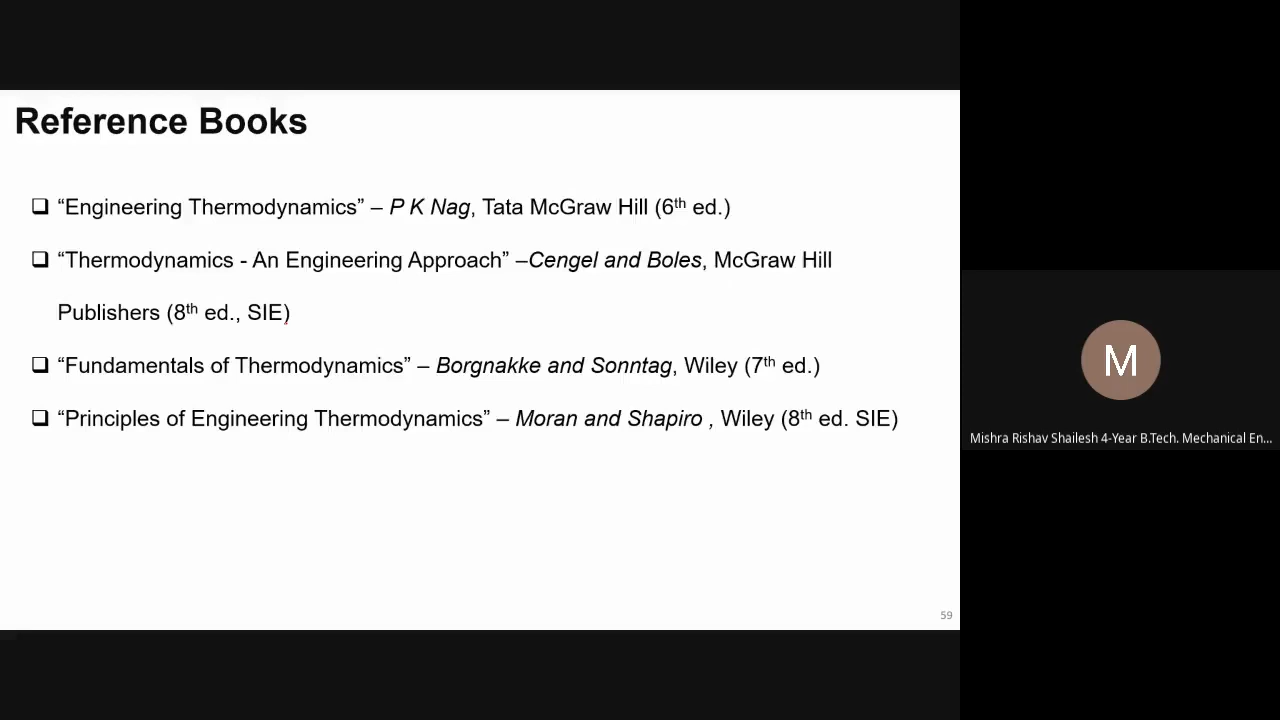 Reference Books
❑ “Engineering Thermodynamics” – P K Nag, Tata McGraw Hill (6th ed.)
❑ “Thermodynamics - An Engineering Approach” –Cengel and Boles, McGraw Hill
Publishers (8th ed., SIE)
❑ “Fundamentals of Thermodynamics” – Borgnakke and Sonntag, Wiley (7th ed.)
❑ “Principles of Engineering Thermodynamics” – Moran and Shapiro , Wiley (8th ed. SIE)
59
M
Mishra Rishav Shailesh 4-Year B.Tech. Mechanical En...